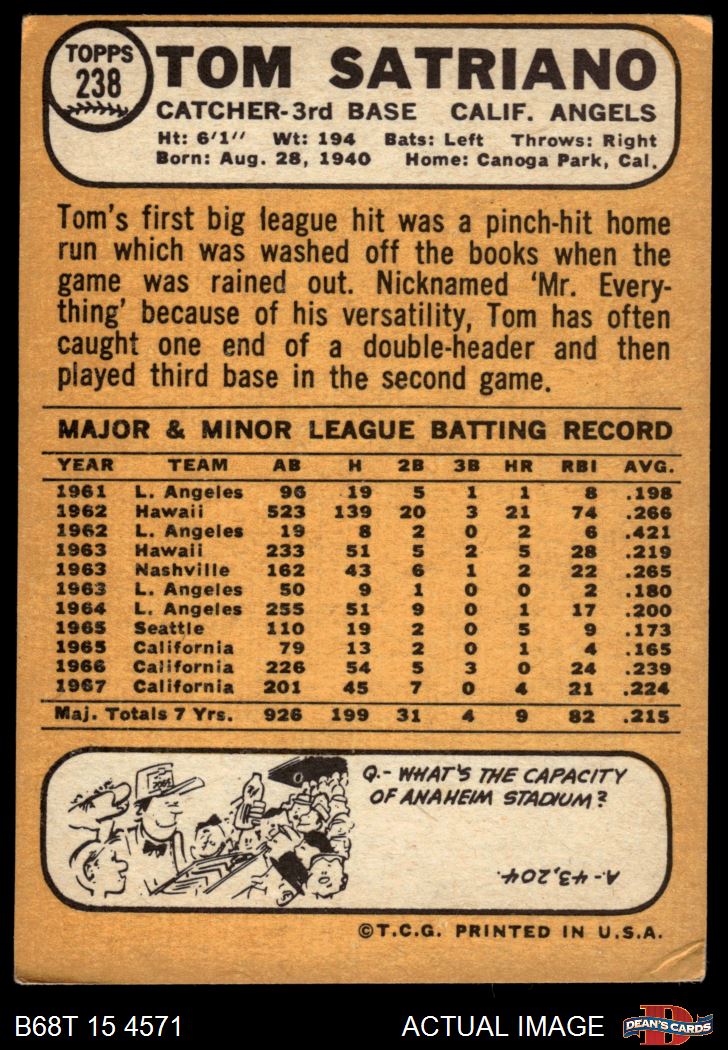 TOPPS
238
TOM SATRIANO
CATCHER-3rd BASE CALIF. ANGELS
Ht: 6'1" Wt: 194 Bats: Left Throws: Right
Born: Aug. 28, 1940 Home: Canoga Park, Cal.
Tom's first big league hit was a pinch-hit home
run which was washed off the books when the
game was rained out. Nicknamed 'Mr. Every-
thing' because of his versatility, Tom has often
caught one end of a double-header and then
played third base in the second game.
MAJOR & MINOR LEAGUE BATTING RECORD
YEAR TEAM AB H 2B 3B HR RBI AVG.
1961 L. Angeles 96 19 5 1 1 8 .198
1962 Hawaii 523 139 20 3 21 74 .266
1962 L. Angeles 19 8 2 0 2 6 .421
1963 Hawaii 233 51 5 2 5 28 .219
1963 Nashville 162 43 6 1 2 22 .265
1963 L. Angeles 50 9 1 0 0 2 .180
1964 L. Angeles 255 51 9 0 1 17 .200
1965 Seattle 110 19 2 0 5 9 .173
1965 California 79 13 2 0 1 4 .165
1966 California 226 54 5 3 0 24 .239
1967 California 201 45 7 0 4 21 .224
Maj. Totals 7 Yrs. 926 199 31 4 9 82 .215
Q.- WHAT'S THE CAPACITY
OF ANAHEIM STADIUM?
A.-43,204.
©T.C.G. PRINTED IN U.S.A.
B68T 15 4571 ACTUAL IMAGE
D
DEAN'S CARDS